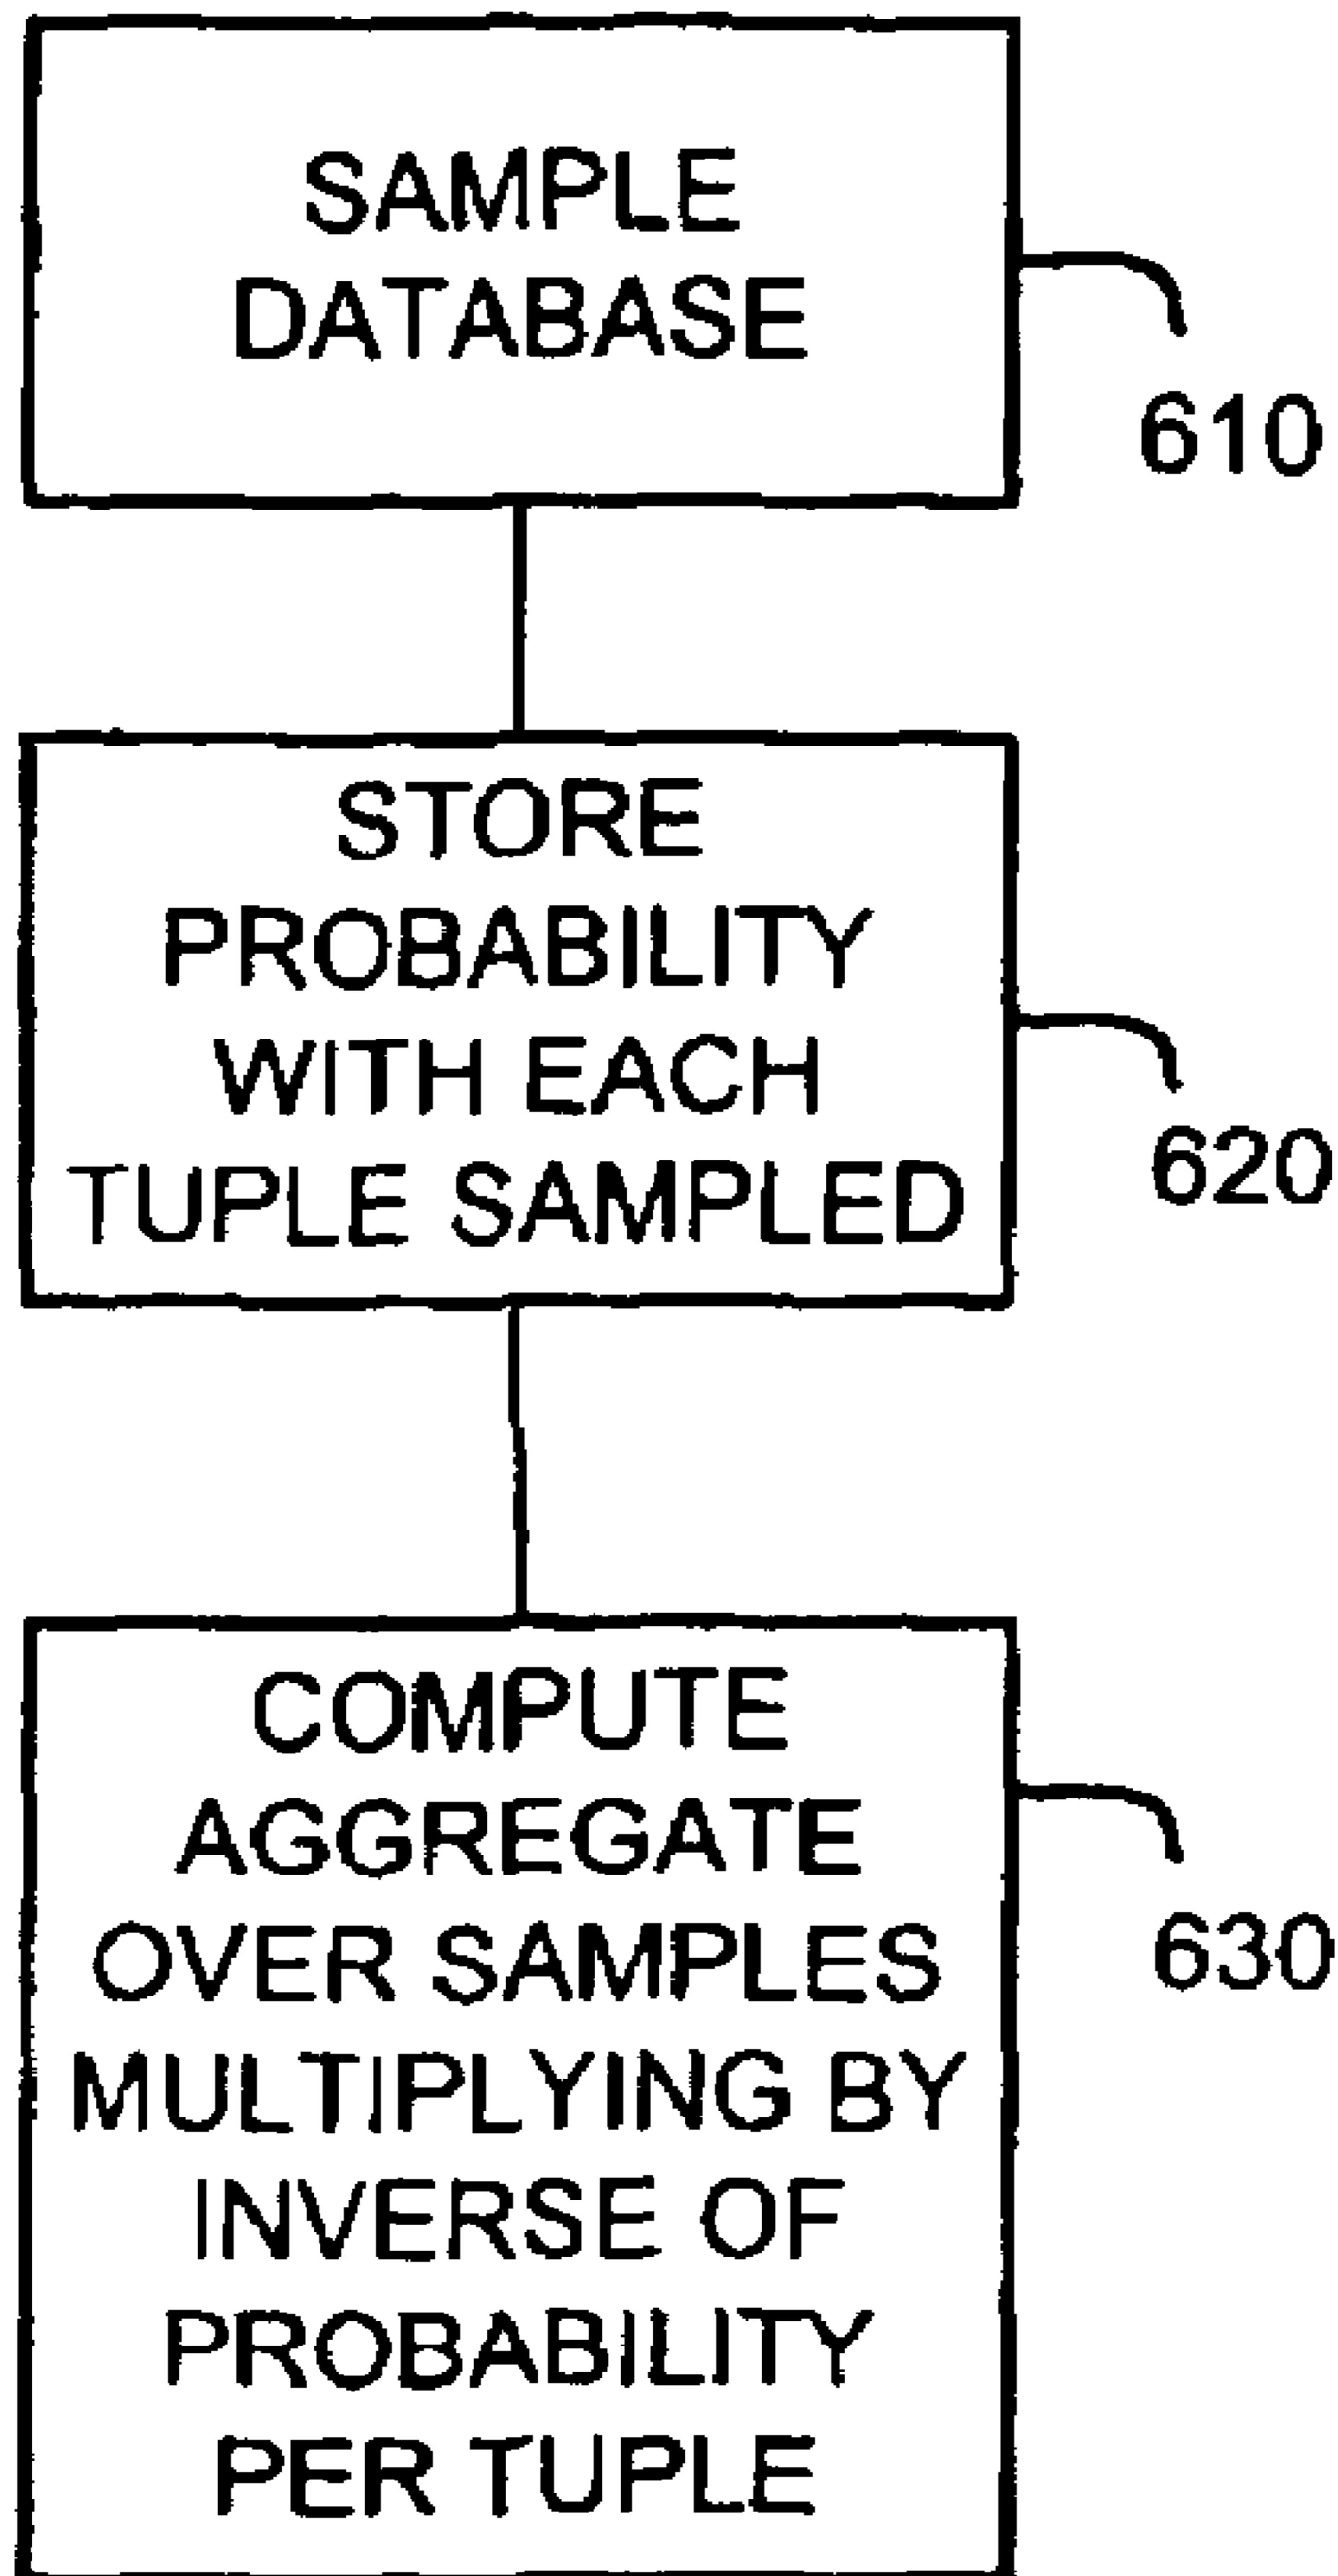 SAMPLE
DATABASE
610
STORE
PROBABILITY
WITH EACH
TUPLE SAMPLED
620
COMPUTE
AGGREGATE
OVER SAMPLES
MULTIPLYING BY
INVERSE OF
PROBABILITY
PER TUPLE
630